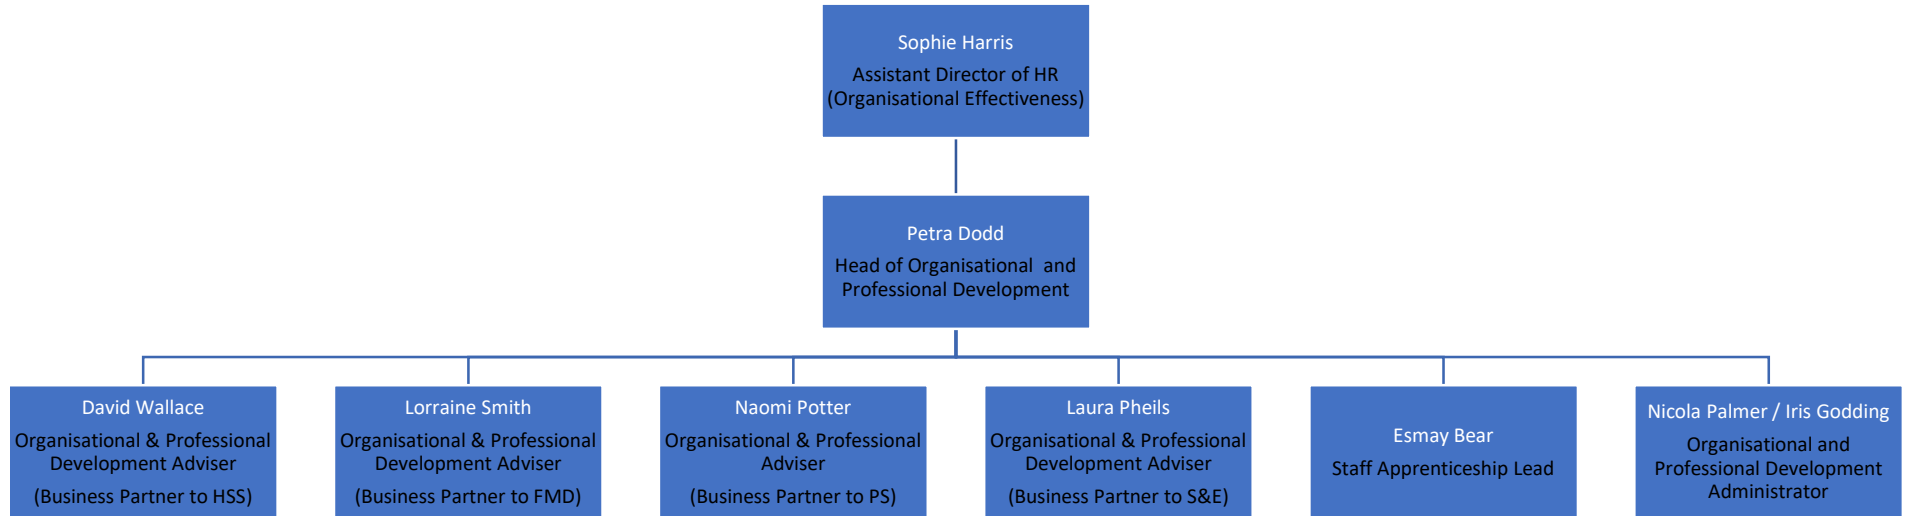 Sophie Harris
Assistant Director of HR
(Organisational Effectiveness)
Petra Dodd
Head of Organisational and
Professional Development
David Wallace
Organisational & Professional
Development Adviser
(Business Partner to HSS)
Lorraine Smith
Organisational & Professional
Development Adviser
(Business Partner to FMD)
Naomi Potter
Organisational & Professional
Adviser
(Business Partner to PS)
Laura Pheils
Organisational & Professional
Development Adviser
(Business Partner to S&E)
Esmay Bear
Staff Apprenticeship Lead
Nicola Palmer / Iris Godding
Organisational and
Professional Development
Administrator